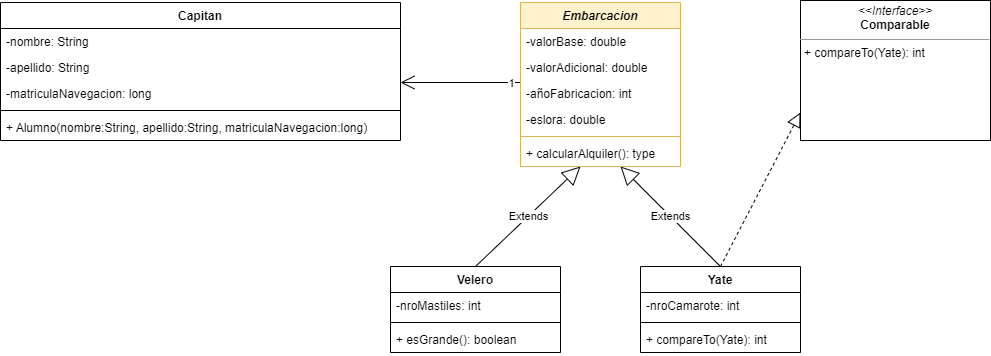 Capitan
-nombre: String
-apellido: String
-matriculaNavegacion: long
+ Alumno(nombre:String, apellido:String, matriculaNavegacion:long)
1
Embarcacion
-valorBase: double
-valorAdicional: double
-añoFabricacion: int
-eslora: double
+ calcularAlquiler(): type
<<Interface>>
Comparable
+ compareTo(Yate): int
Extends
Extends
Velero
-nroMastiles: int
+ esGrande(): boolean
Yate
-nroCamarote: int
+ compareTo(Yate): int